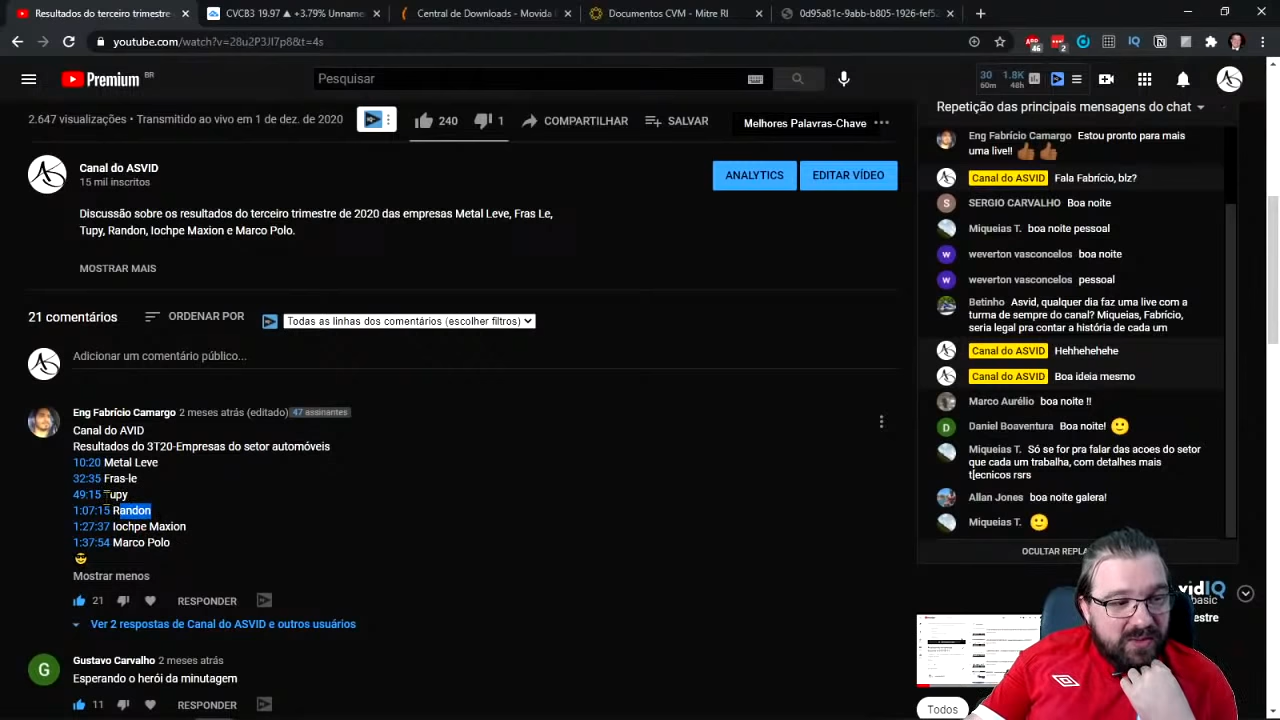 Resultados do terceiro trimestre
CVCB3 19.97 ▲ +3.79% Unname
Central de Downloads - Movida
Documentos CVM - Mitre RI
0d95a81c-9abb-b805-1926-fef52
youtube.com/watch?v=28u2P3JI7p8&t=4s
46
2
Premium BR
Pesquisar
30
60m
1.8K
48h
2.647 visualizações • Transmitido ao vivo em 1 de dez. de 2020
240
1
COMPARTILHAR
SALVAR
Melhores Palavras-Chave
Canal do ASVID
15 mil inscritos
ANALYTICS
EDITAR VÍDEO
Discussão sobre os resultados do terceiro trimestre de 2020 das empresas Metal Leve, Fras Le,
Tupy, Randon, Iochpe Maxion e Marco Polo.
MOSTRAR MAIS
21 comentários
ORDENAR POR
Todas as linhas dos comentários (escolher filtros)
Adicionar um comentário público...
Eng Fabrício Camargo 2 meses atrás (editado) 47 assinantes
Canal do AVID
Resultados do 3T20-Empresas do setor automóveis
10:20 Metal Leve
32:35 Fras-le
49:15 Tupy
1:07:15 Randon
1:27:37 Iochpe Maxion
1:37:54 Marco Polo
😎
Mostrar menos
21
RESPONDER
Ver 2 respostas de Canal do ASVID e outros usuários
G
Gustavo Carvalho 2 meses atrás
Esperando o herói da minutagem
11
Repetição das principais mensagens do chat
Eng Fabrício Camargo Estou pronto para mais
uma live!! 👍🏾 👍🏾
Canal do ASVID Fala Fabrício, blz?
S
SERGIO CARVALHO Boa noite
Miqueias T. boa noite pessoal
w
weverton vasconcelos boa noite
w
weverton vasconcelos pessoal
Betinho Asvid, qualquer dia faz uma live com a
turma de sempre do canal? Miqueias, Fabrício,
seria legal pra contar a história de cada um
Canal do ASVID Hehhehehehe
Canal do ASVID Boa ideia mesmo
Marco Aurélio boa noite !!
D
Daniel Boaventura Boa noite! 🙂
Miqueias T. Só se for pra falar das acoes do setor
que cada um trabalha, com detalhes mais
t[ecnicos rsrs
Allan Jones boa noite galera!
Miqueias T. 🙂
vidIQ
basic
Todos